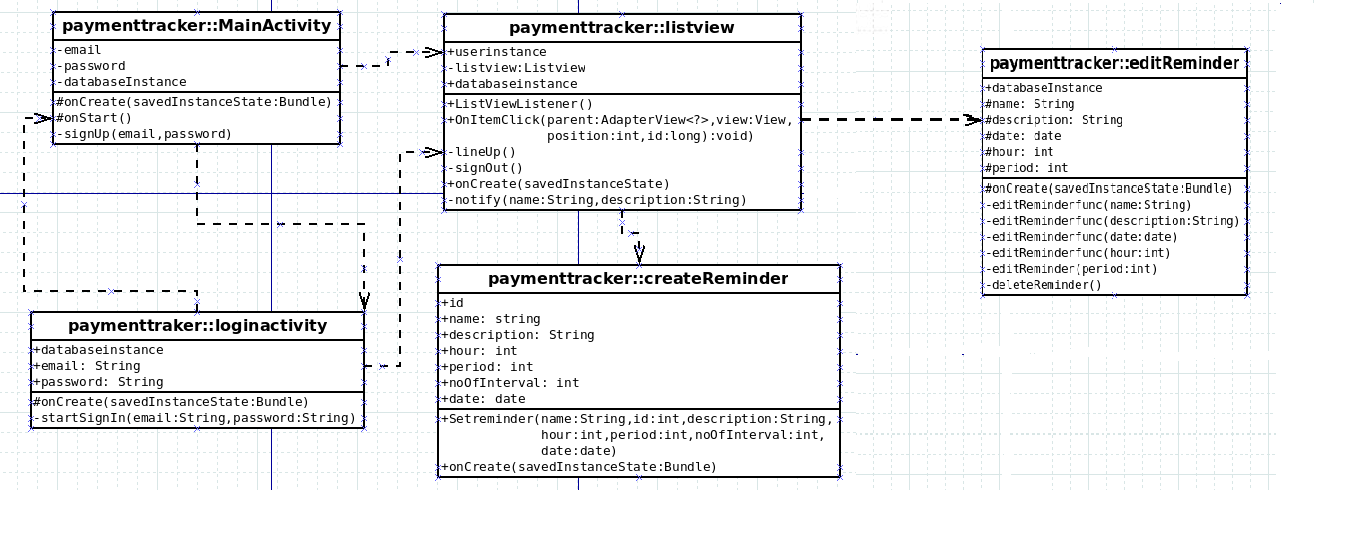 paymenttracker::MainActivity
-email
-password
-databaseInstance
#onCreate(savedInstanceState:Bundle)
#onStart()
-signUp(email,password)
paymenttracker::listview
+userinstance
-listview:Listview
+databaseinstance
+ListViewListener()
+OnItemClick(parent:AdapterView<?>,view:View,
position:int,id:long):void)
-lineUp()
-signOut()
+onCreate(savedInstanceState)
-notify(name:String,description:String)
paymenttracker::editReminder
+databaseInstance
#name: String
#description: String
#date: date
#hour: int
#period: int
#onCreate(savedInstanceState:Bundle)
-editReminderfunc(name:String)
-editReminderfunc(description:String)
-editReminderfunc(date:date)
-editReminderfunc(hour:int)
-editReminder(period:int)
-deleteReminder()
paymenttraker::loginactivity
+databaseinstance
+email: String
+password: String
#onCreate(savedInstanceState:Bundle)
-startSignIn(email:String,password:String)
paymenttracker::createReminder
+id
+name: string
+description: String
+hour: int
+period: int
+noOfInterval: int
+date: date
+Setreminder(name:String,id:int,description:String,
hour:int,period:int,noOfInterval:int,
date:date)
+onCreate(savedInstanceState:Bundle)